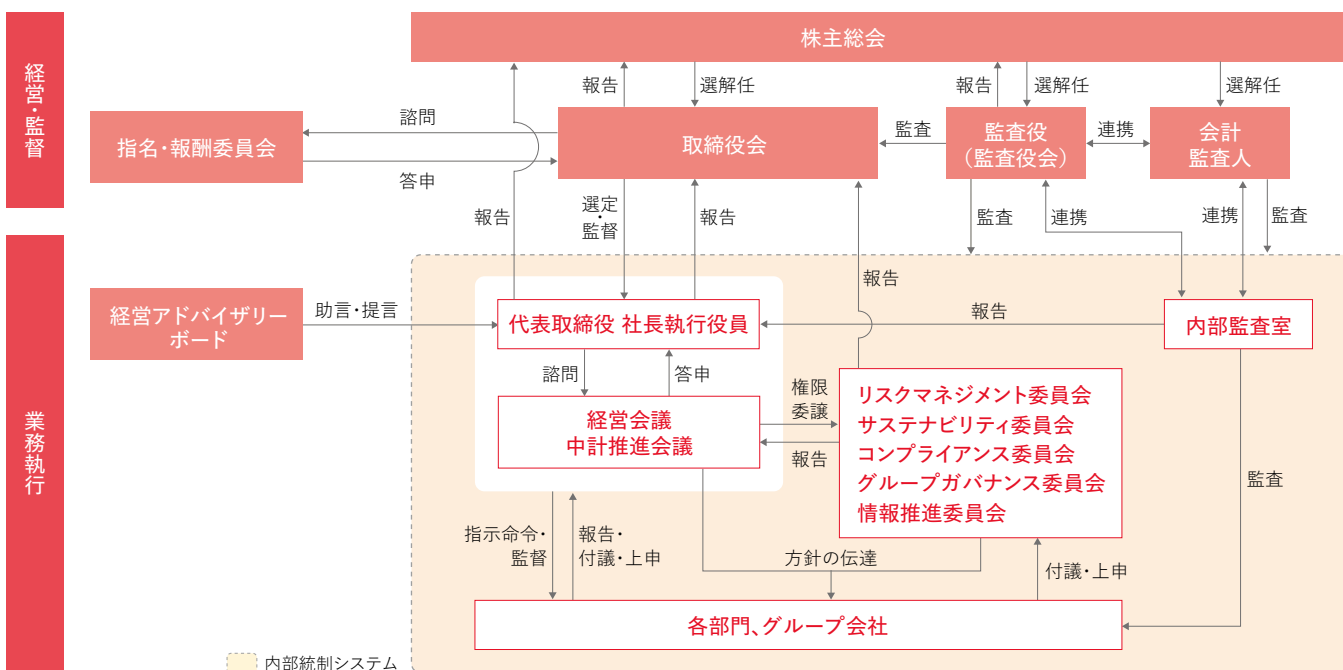 経営・監督
株主総会
報告
選解任
報告
選解任
選解任
諮問
指名・報酬委員会
答申
取締役会
監査
監査役
(監査役会)
連携
会計
監査人
報告
選定・
監督
報告
監査
連携
連携
監査
報告
業務執行
経営アドバイザリー
ボード
助言・提言
代表取締役 社長執行役員
報告
内部監査室
諮問
答申
権限
委譲
経営会議
中計推進会議
報告
リスクマネジメント委員会
サステナビリティ委員会
コンプライアンス委員会
グループガバナンス委員会
情報推進委員会
監査
指示命令・
監督
報告・
付議・上申
方針の伝達
付議・上申
各部門、グループ会社
内部統制システム